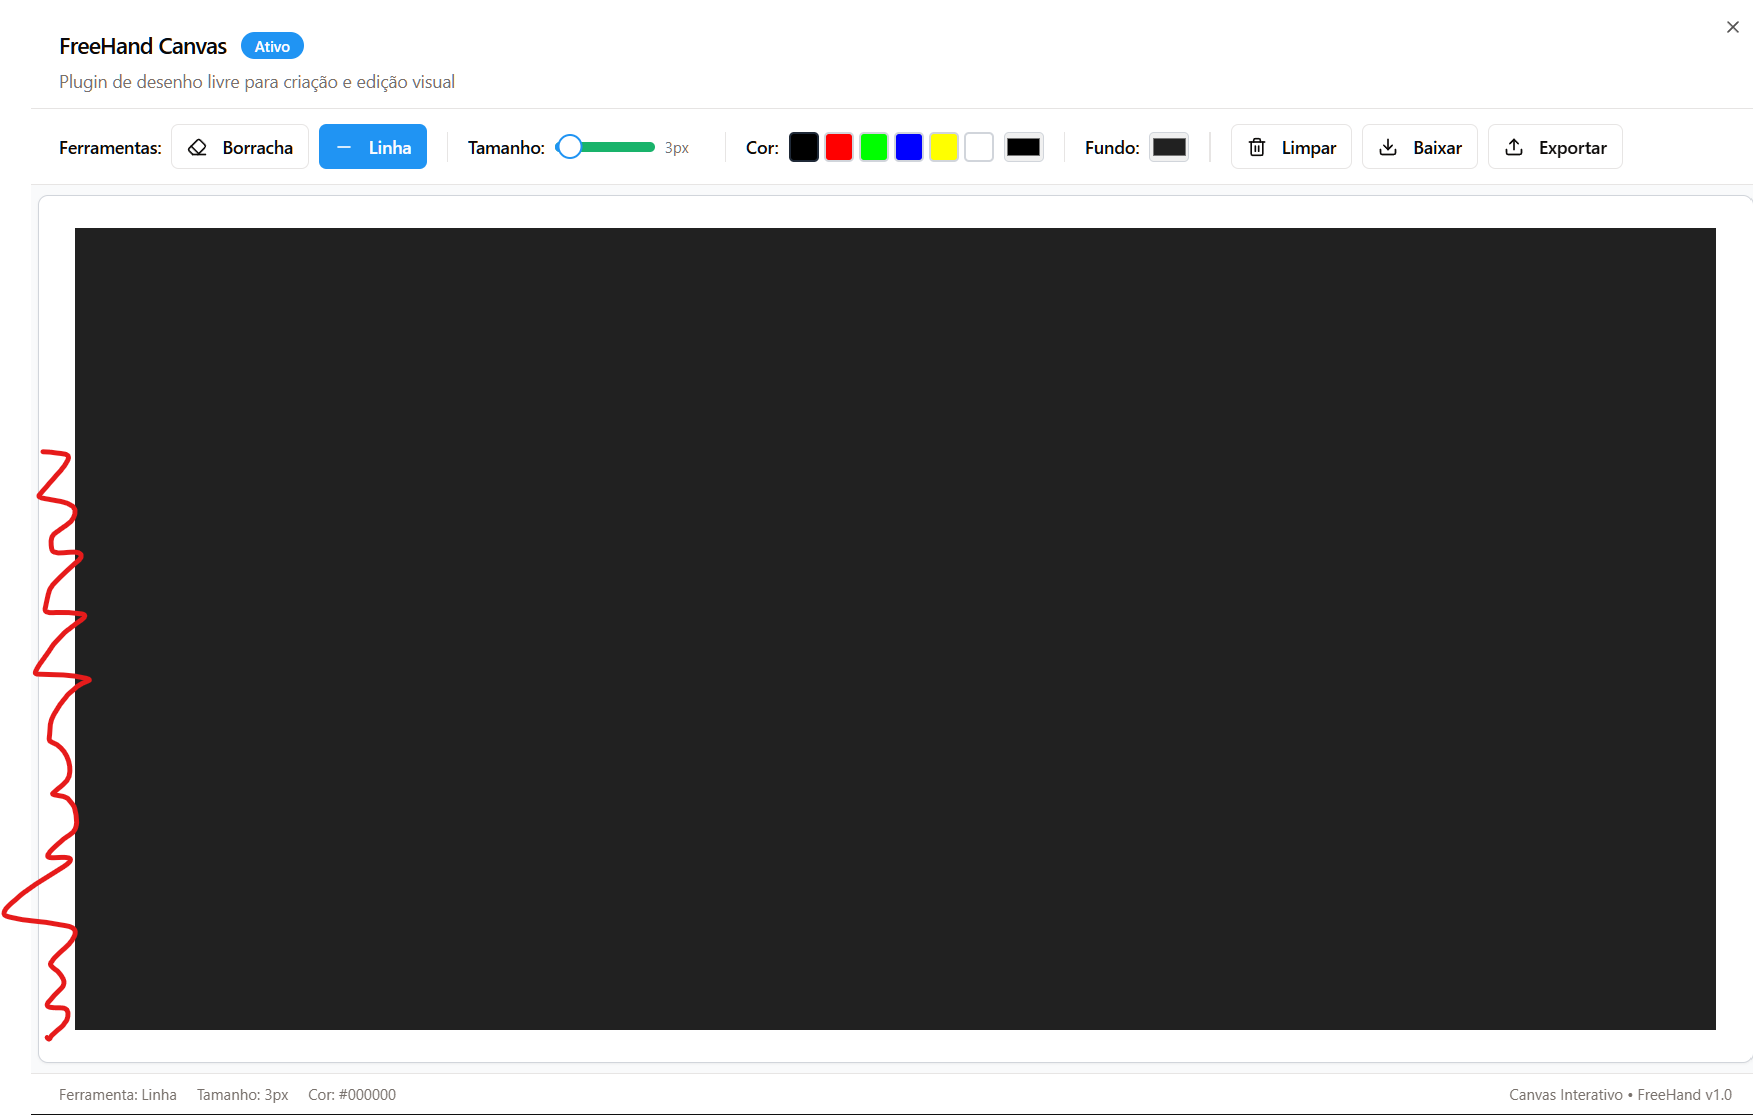 FreeHand Canvas Ativo
Plugin de desenho livre para criação e edição visual
Ferramentas: Borracha Linha Tamanho: 3px Cor: Fundo: Limpar Baixar Exportar
Ferramenta: Linha Tamanho: 3px Cor: #000000 Canvas Interativo • FreeHand v1.0